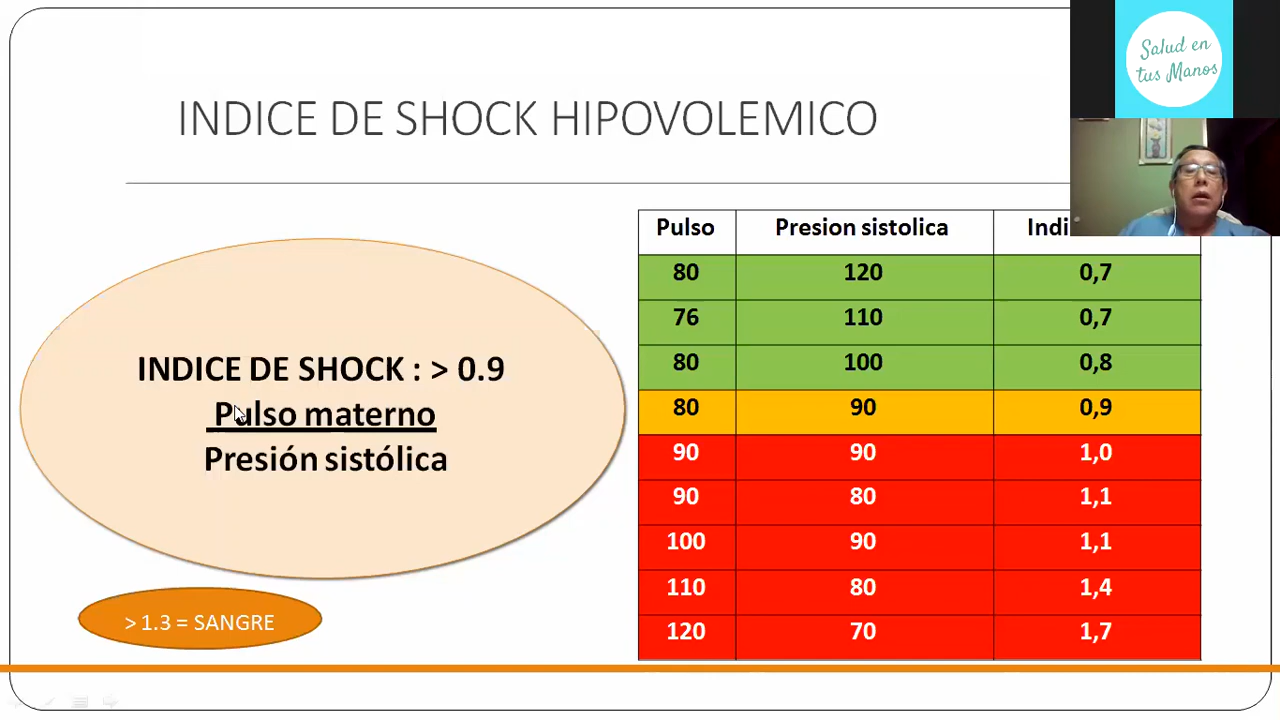 Salud en
tus Manos
INDICE DE SHOCK HIPOVOLEMICO
INDICE DE SHOCK : > 0.9
Pulso materno
Presión sistólica
> 1.3 = SANGRE
Pulso Presion sistolica
80 120 0,7
76 110 0,7
80 100 0,8
80 90 0,9
90 90 1,0
90 80 1,1
100 90 1,1
110 80 1,4
120 70 1,7